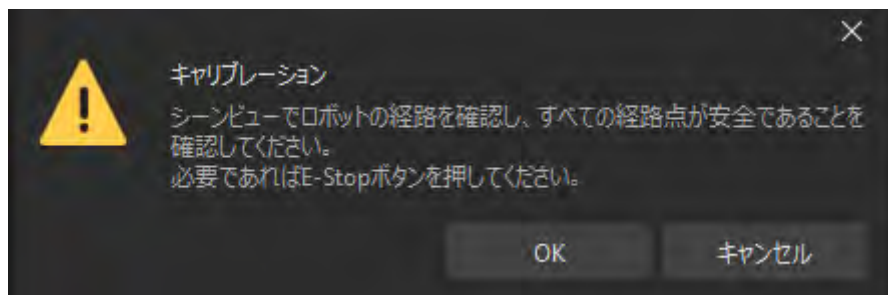 キャリブレーション
シーンビューでロボットの経路を確認し、すべての経路点が安全であることを
確認してください。
必要であればE-Stopボタンを押してください。
OK
キャンセル